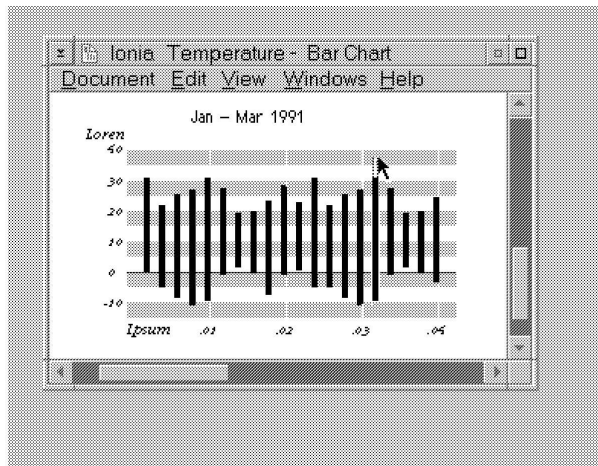 Ionia Temperature - Bar Chart
Document Edit View Windows Help
Jan – Mar 1991
Loren
40
30
20
10
0
-10
Ipsum .01 .02 .03 .04